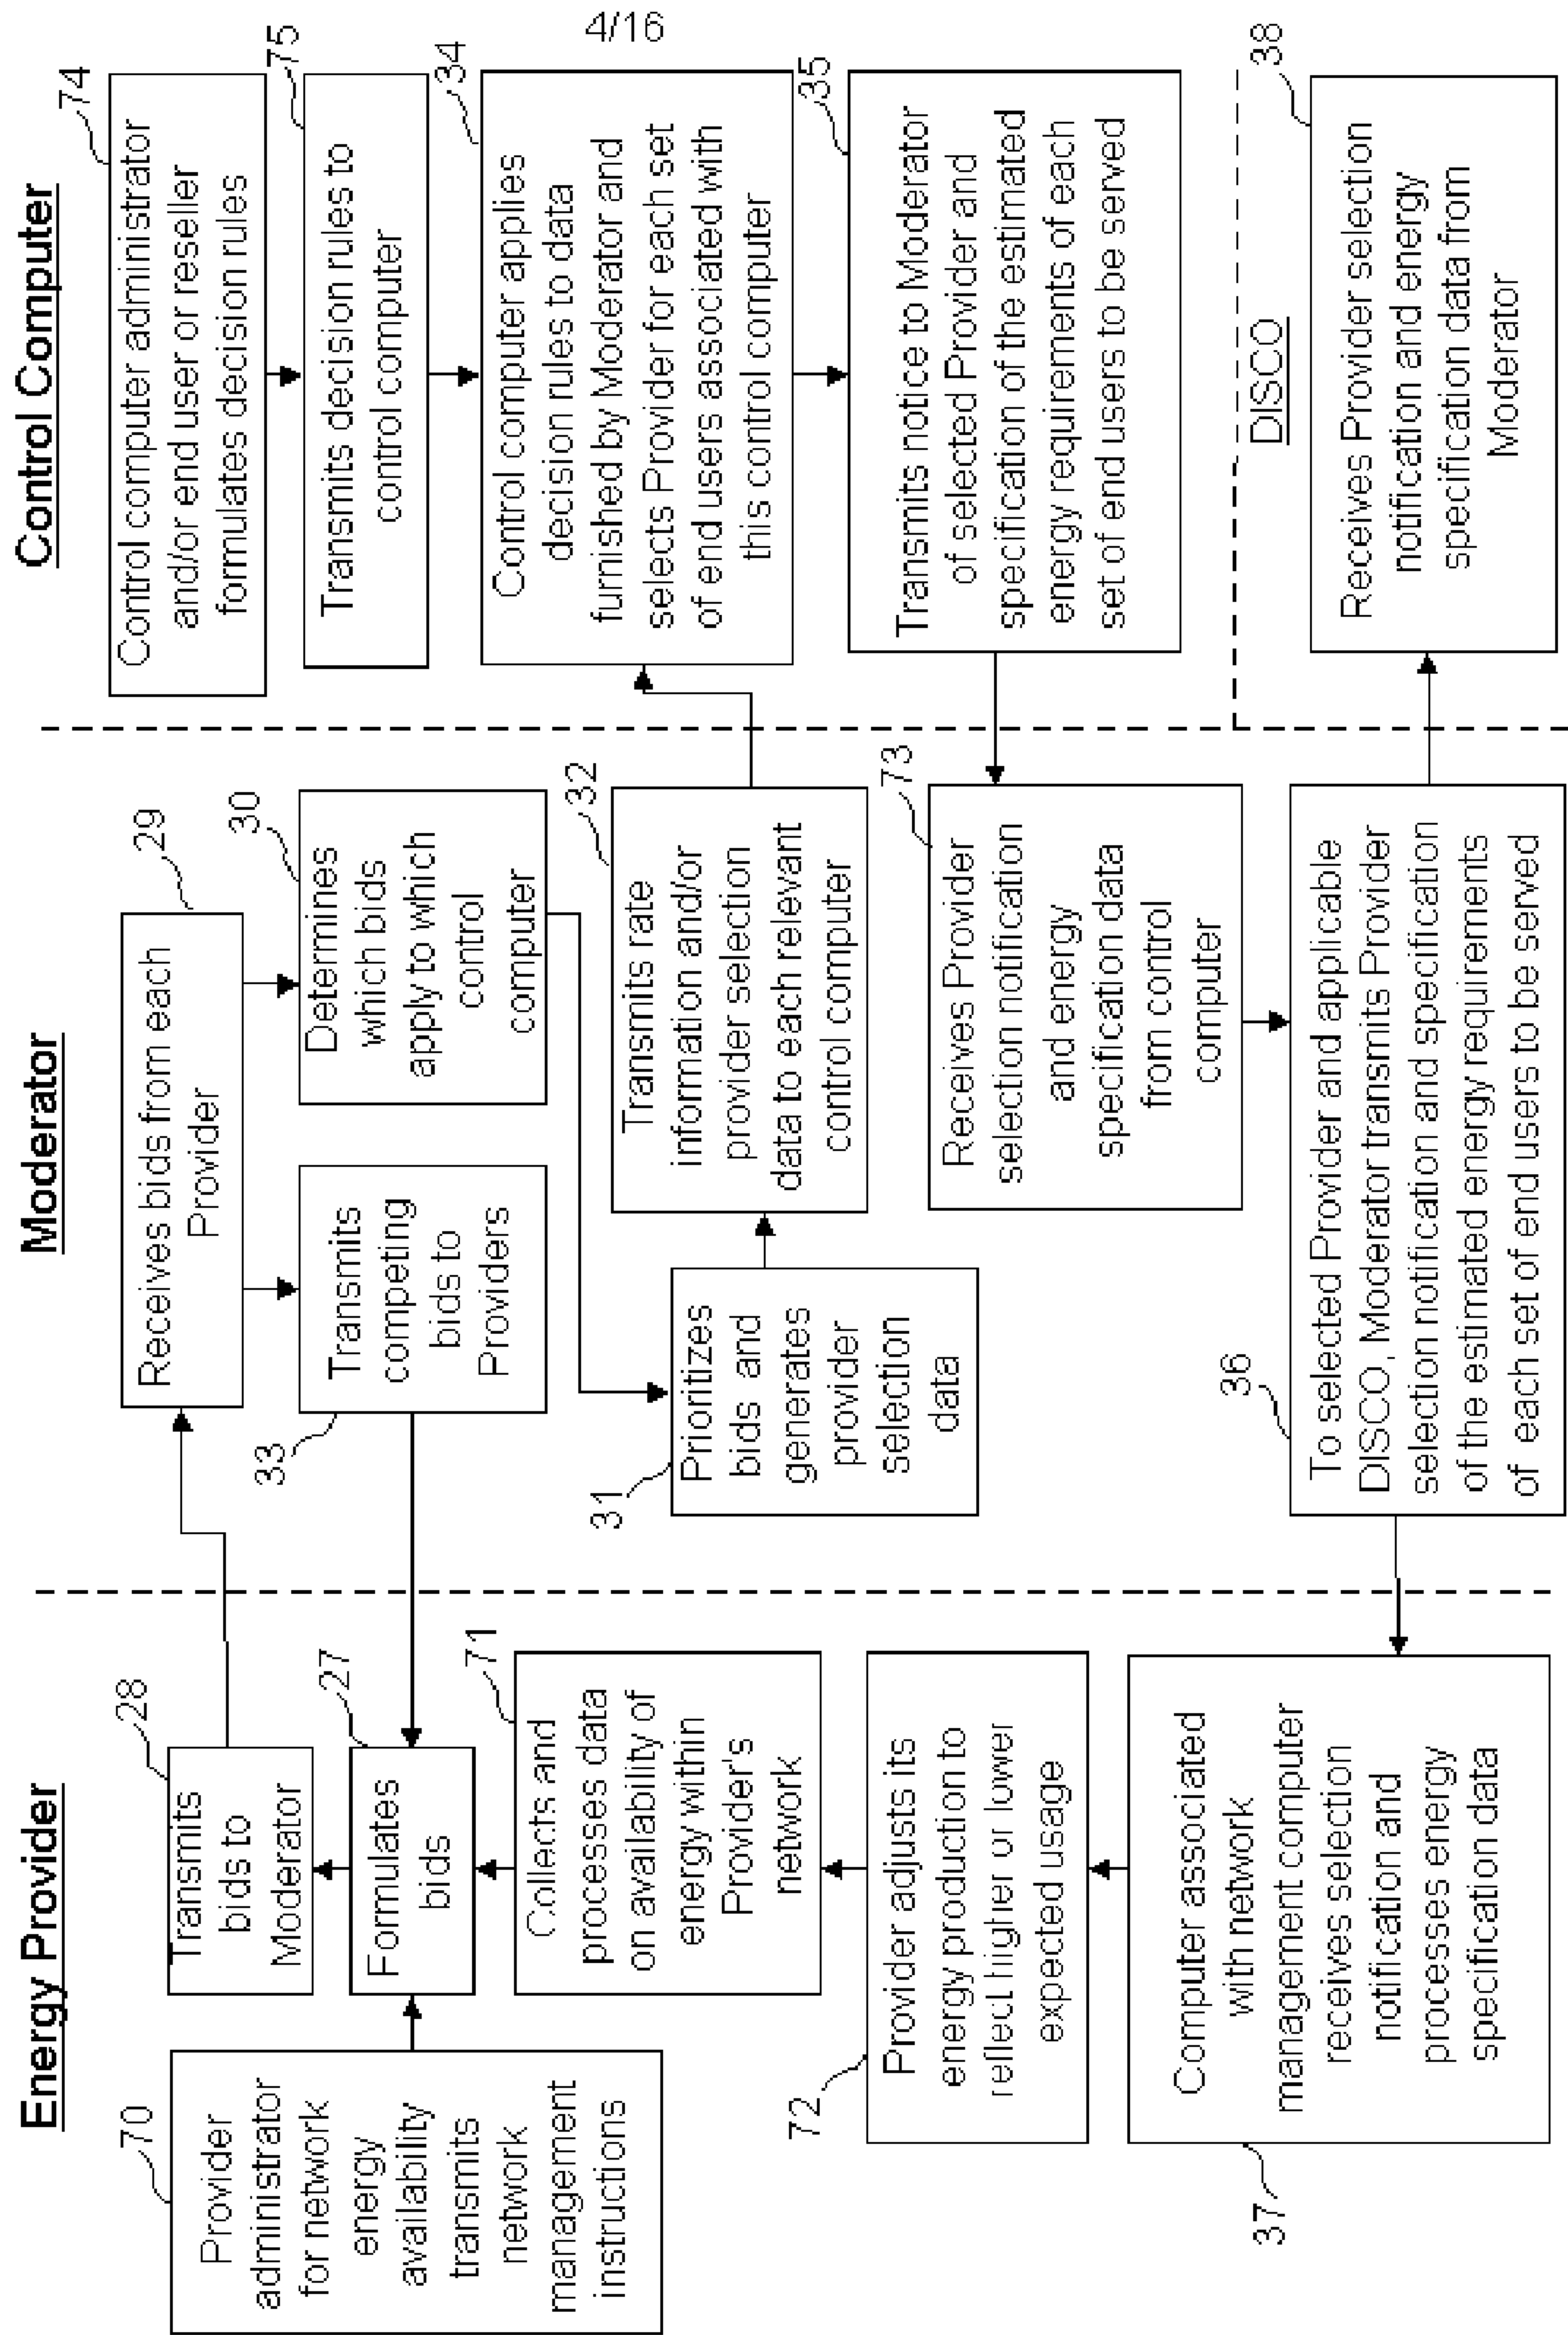 4/16
Energy Provider
70
Provider
administrator
for network
energy
availability
transmits
network
management
instructions
28
Transmits
bids to
Moderator
27
Formulates
bids
71
Collects and
processes data
on availability of
energy within
Provider's
network
72
Provider adjusts its
energy production to
reflect higher or lower
expected usage
37
Computer associated
with network
management computer
receives selection
notification and
processes energy
specification data
Moderator
29
Receives bids from each
Provider
33
Transmits
competing
bids to
Providers
30
Determines
which bids
apply to which
control
computer
31
Prioritizes
bids and
generates
provider
selection
data
32
Transmits rate
information and/or
provider selection
data to each relevant
control computer
73
Receives Provider
selection notification
and energy
specification data
from control
computer
36
To selected Provider and applicable
DISCO, Moderator transmits Provider
selection notification and specification
of the estimated energy requirements
of each set of end users to be served
Control Computer
74
Control computer administrator
and/or end user or reseller
formulates decision rules
75
Transmits decision rules to
control computer
34
Control computer applies
decision rules to data
furnished by Moderator and
selects Provider for each set
of end users associated with
this control computer
35
Transmits notice to Moderator
of selected Provider and
specification of the estimated
energy requirements of each
set of end users to be served
DISCO
38
Receives Provider selection
notification and energy
specification data from
Moderator